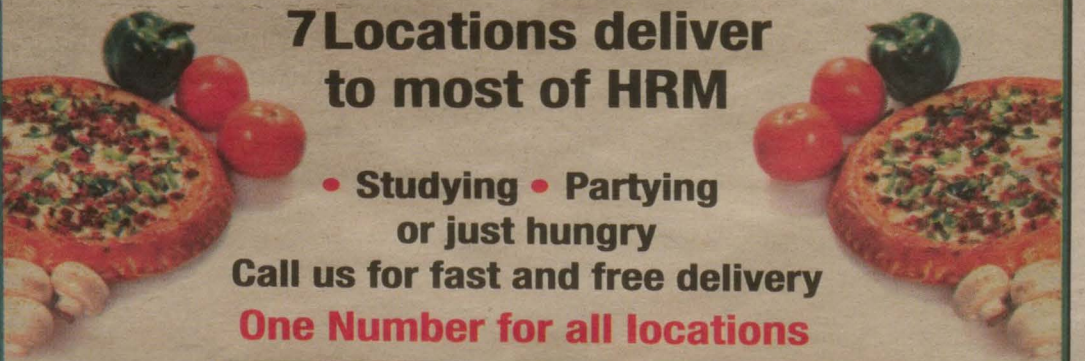 7 Locations deliver
to most of HRM
• Studying • Partying
or just hungry
Call us for fast and free delivery
One Number for all locations